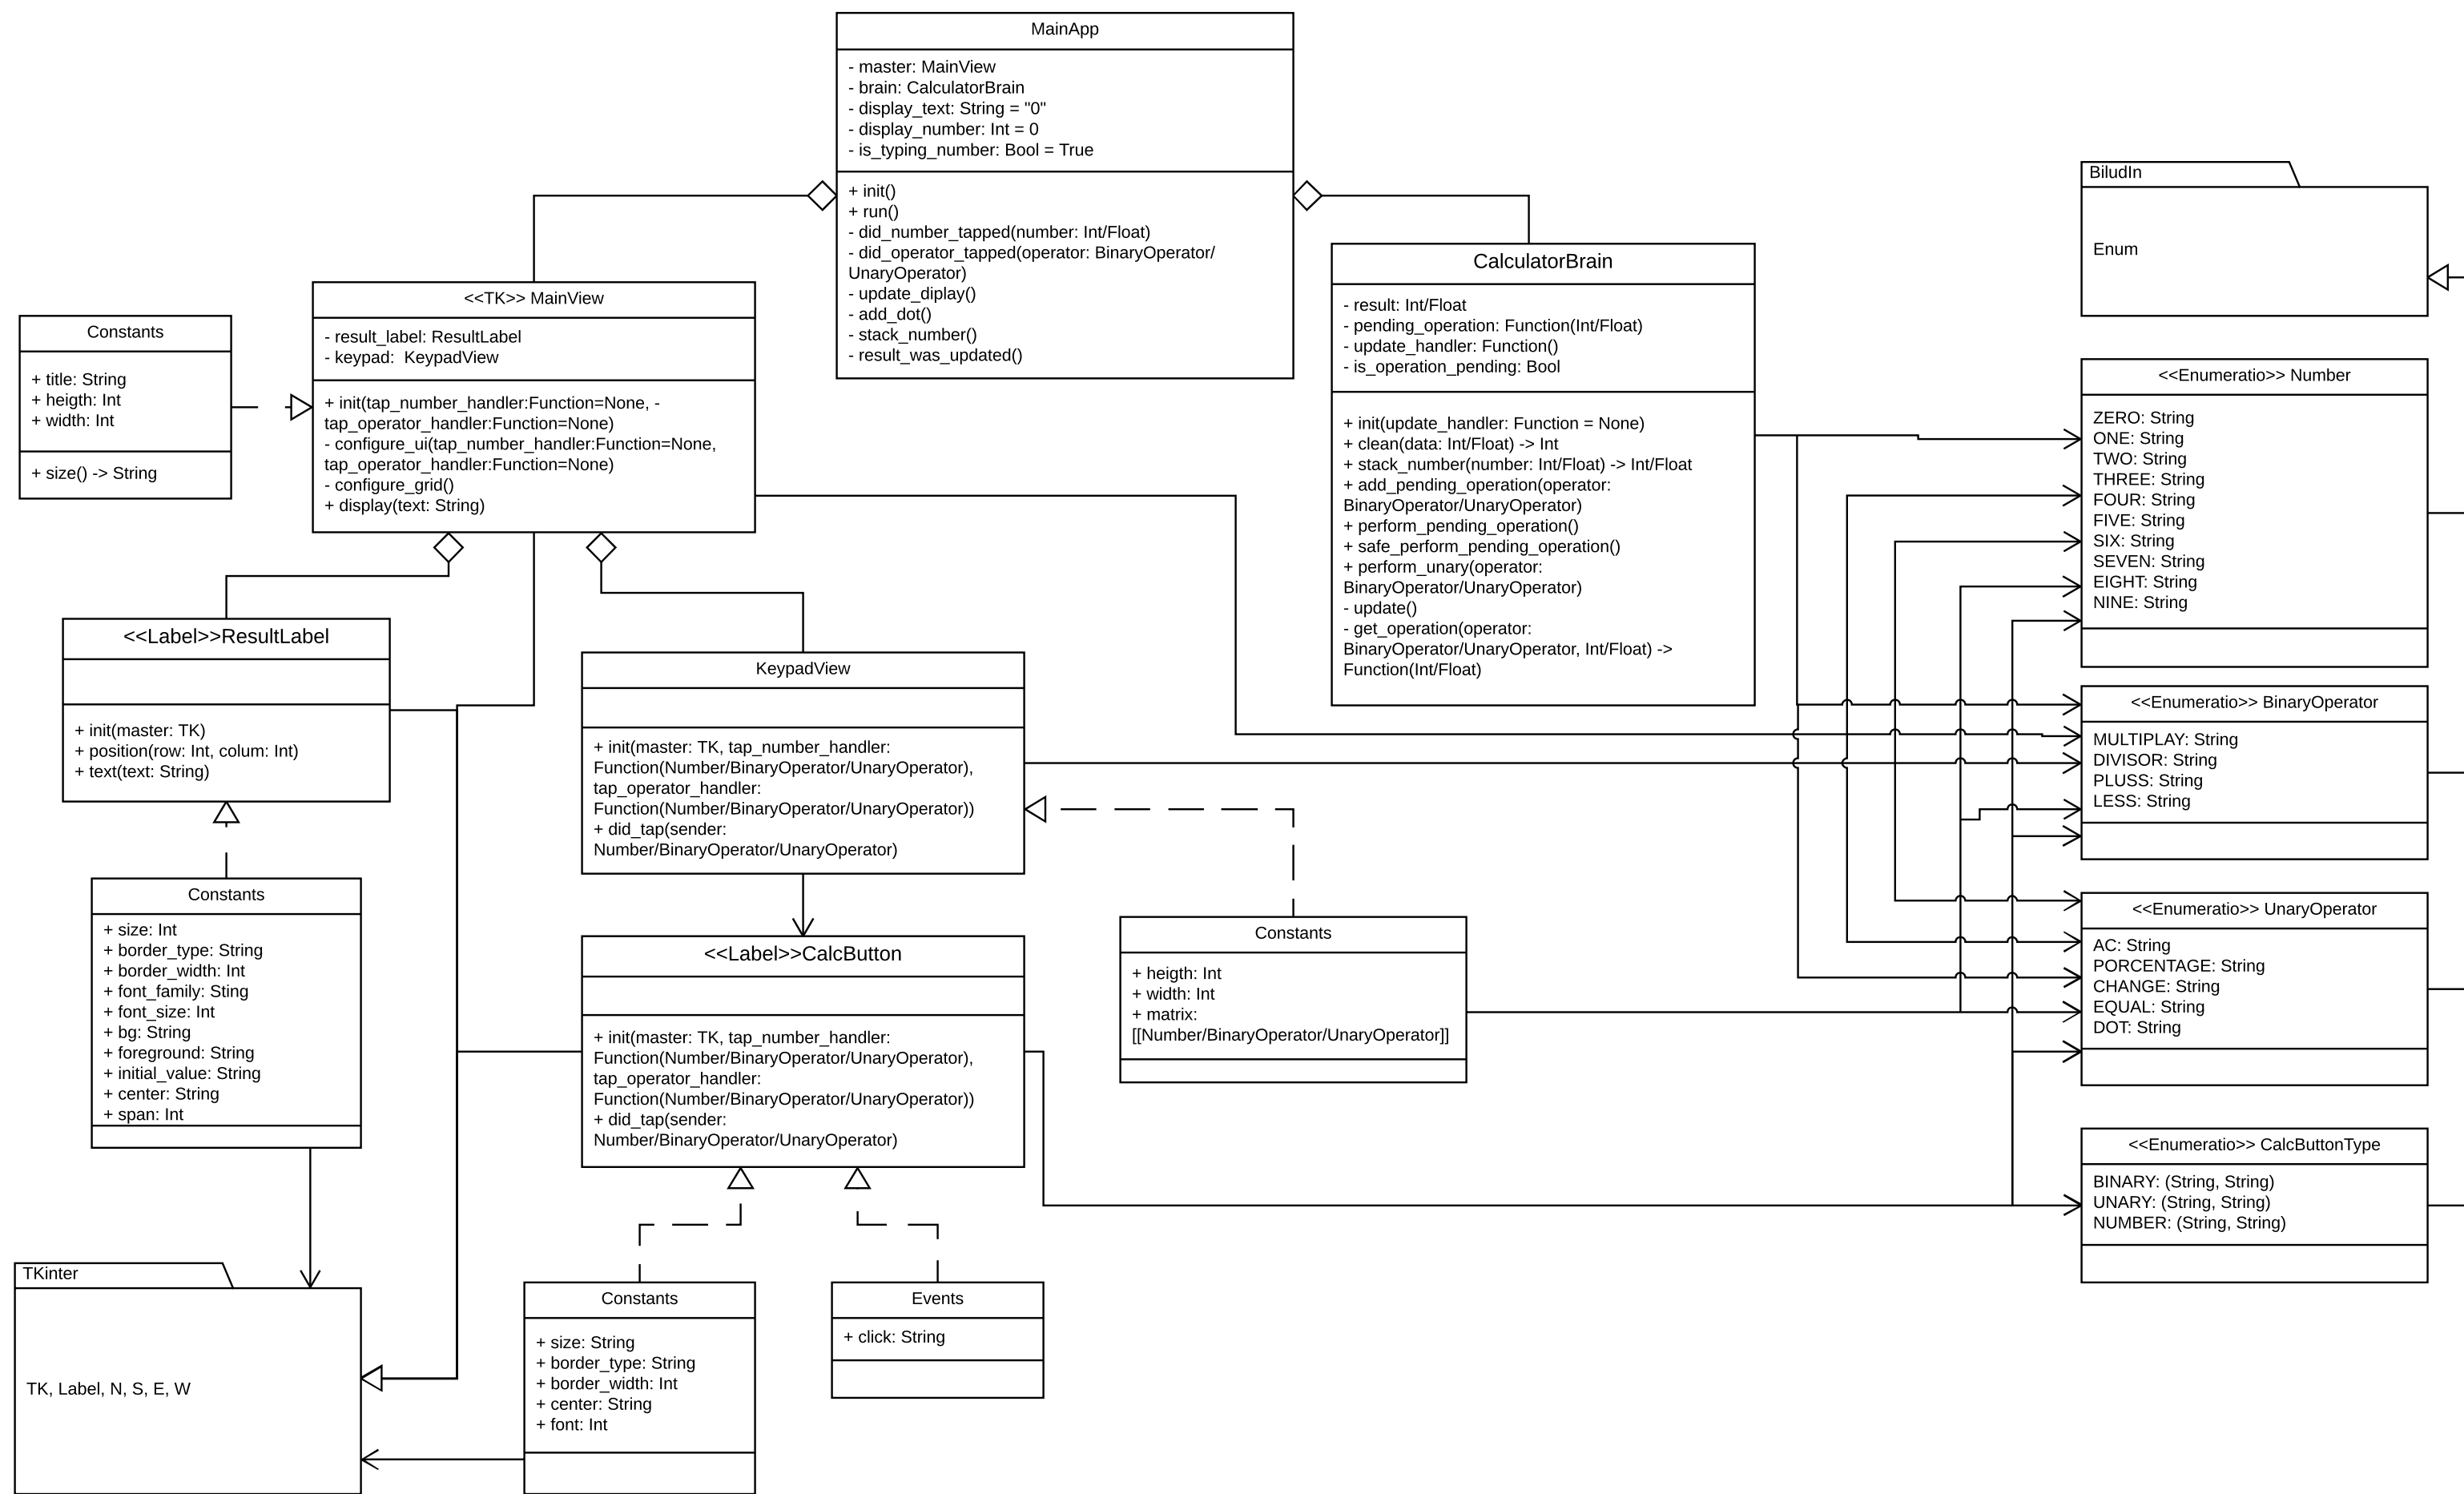 MainApp
- master: MainView
- brain: CalculatorBrain
- display_text: String = "0"
- display_number: Int = 0
- is_typing_number: Bool = True
+ init()
+ run()
- did_number_tapped(number: Int/Float)
- did_operator_tapped(operator: BinaryOperator/
UnaryOperator)
- update_diplay()
- add_dot()
- stack_number()
- result_was_updated()
BiludIn
Enum
CalculatorBrain
- result: Int/Float
- pending_operation: Function(Int/Float)
- update_handler: Function()
- is_operation_pending: Bool
+ init(update_handler: Function = None)
+ clean(data: Int/Float) -> Int
+ stack_number(number: Int/Float) -> Int/Float
+ add_pending_operation(operator:
BinaryOperator/UnaryOperator)
+ perform_pending_operation()
+ safe_perform_pending_operation()
+ perform_unary(operator:
BinaryOperator/UnaryOperator)
- update()
- get_operation(operator:
BinaryOperator/UnaryOperator, Int/Float) ->
Function(Int/Float)
<<TK>> MainView
- result_label: ResultLabel
- keypad:  KeypadView
+ init(tap_number_handler:Function=None, -
tap_operator_handler:Function=None)
- configure_ui(tap_number_handler:Function=None,
tap_operator_handler:Function=None)
- configure_grid()
+ display(text: String)
Constants
+ title: String
+ heigth: Int
+ width: Int
+ size() -> String
<<Enumeratio>> Number
ZERO: String
ONE: String
TWO: String
THREE: String
FOUR: String
FIVE: String
SIX: String
SEVEN: String
EIGHT: String
NINE: String
<<Label>>ResultLabel
+ init(master: TK)
+ position(row: Int, colum: Int)
+ text(text: String)
KeypadView
+ init(master: TK, tap_number_handler:
Function(Number/BinaryOperator/UnaryOperator),
tap_operator_handler:
Function(Number/BinaryOperator/UnaryOperator))
+ did_tap(sender:
Number/BinaryOperator/UnaryOperator)
<<Enumeratio>> BinaryOperator
MULTIPLAY: String
DIVISOR: String
PLUSS: String
LESS: String
Constants
+ size: Int
+ border_type: String
+ border_width: Int
+ font_family: Sting
+ font_size: Int
+ bg: String
+ foreground: String
+ initial_value: String
+ center: String
+ span: Int
<<Label>>CalcButton
+ init(master: TK, tap_number_handler:
Function(Number/BinaryOperator/UnaryOperator),
tap_operator_handler:
Function(Number/BinaryOperator/UnaryOperator))
+ did_tap(sender:
Number/BinaryOperator/UnaryOperator)
Constants
+ heigth: Int
+ width: Int
+ matrix:
[[Number/BinaryOperator/UnaryOperator]]
<<Enumeratio>> UnaryOperator
AC: String
PORCENTAGE: String
CHANGE: String
EQUAL: String
DOT: String
<<Enumeratio>> CalcButtonType
BINARY: (String, String)
UNARY: (String, String)
NUMBER: (String, String)
TKinter
TK, Label, N, S, E, W
Constants
+ size: String
+ border_type: String
+ border_width: Int
+ center: String
+ font: Int
Events
+ click: String